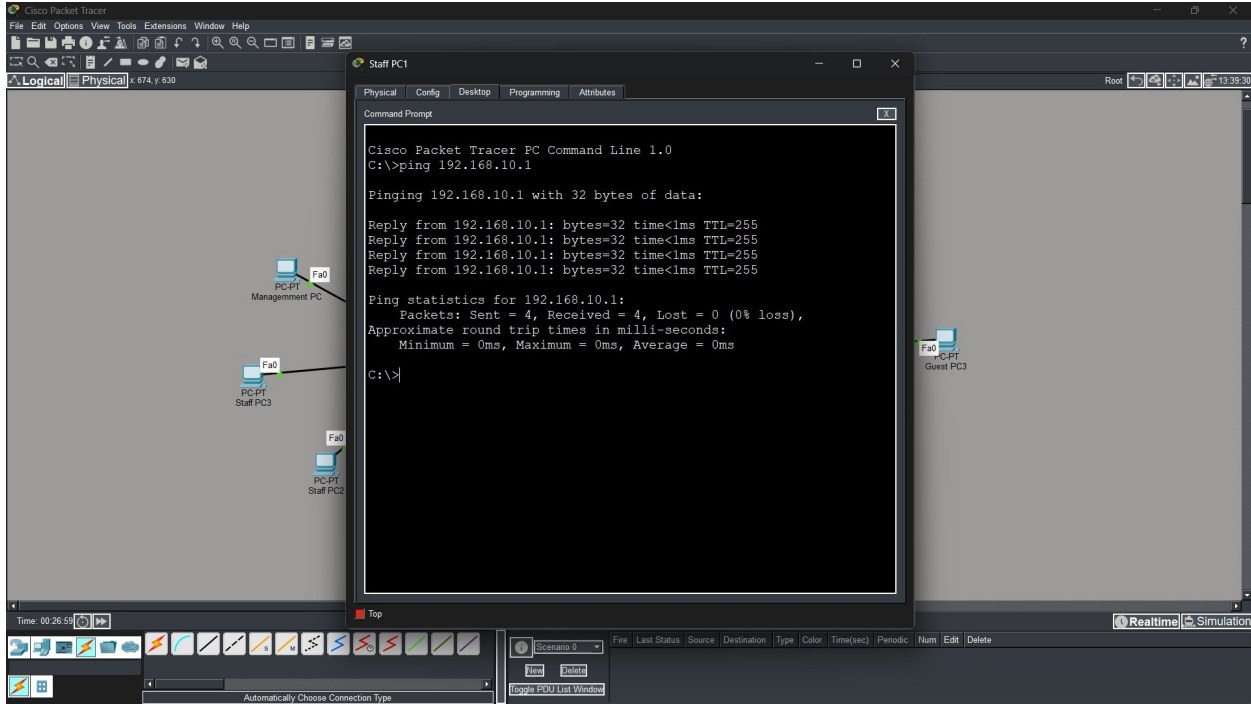 Cisco Packet Tracer
File Edit Options View Tools Extensions Window Help
?
Logical Physical x: 674, y: 630
Root 13:39:30
Staff PC1
Physical Config Desktop Programming Attributes
Command Prompt
X
Cisco Packet Tracer PC Command Line 1.0
C:\>ping 192.168.10.1
Pinging 192.168.10.1 with 32 bytes of data:
Reply from 192.168.10.1: bytes=32 time<1ms TTL=255
Reply from 192.168.10.1: bytes=32 time<1ms TTL=255
Reply from 192.168.10.1: bytes=32 time<1ms TTL=255
Reply from 192.168.10.1: bytes=32 time<1ms TTL=255
Ping statistics for 192.168.10.1:
Packets: Sent = 4, Received = 4, Lost = 0 (0% loss),
Approximate round trip times in milli-seconds:
Minimum = 0ms, Maximum = 0ms, Average = 0ms
C:\>
Top
Fa0
PC-PT
Managemment PC
Fa0
PC-PT
Staff PC3
Fa0
PC-PT
Staff PC2
Fa0
PC-PT
Guest PC3
Time: 00:26:59
Realtime Simulation
Scenario 0
New Delete
Toggle PDU List Window
Fire Last Status Source Destination Type Color Time(sec) Periodic Num Edit Delete
Automatically Choose Connection Type